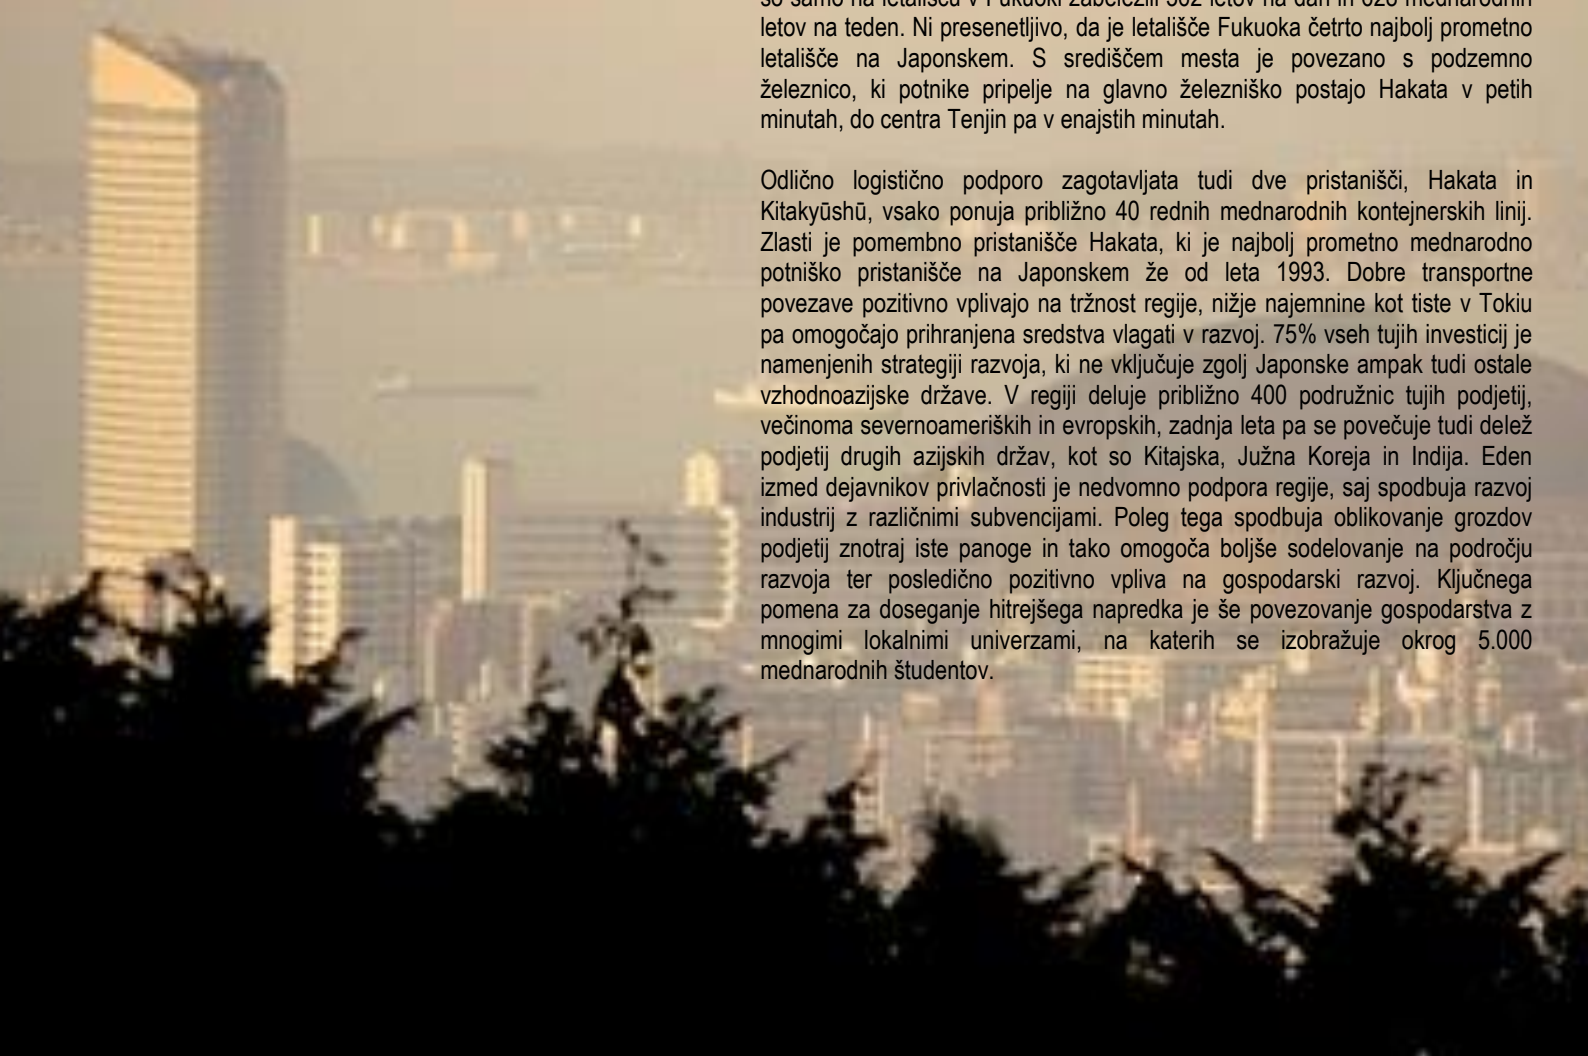 letov na teden. Ni presenetljivo, da je letališče Fukuoka četrto najbolj prometno
letališče na Japonskem. S središčem mesta je povezano s podzemno
železnico, ki potnike pripelje na glavno železniško postajo Hakata v petih
minutah, do centra Tenjin pa v enajstih minutah.
Odlično logistično podporo zagotavljata tudi dve pristanišči, Hakata in
Kitakyūshū, vsako ponuja približno 40 rednih mednarodnih kontejnerskih linij.
Zlasti je pomembno pristanišče Hakata, ki je najbolj prometno mednarodno
potniško pristanišče na Japonskem že od leta 1993. Dobre transportne
povezave pozitivno vplivajo na tržnost regije, nižje najemnine kot tiste v Tokiu
pa omogočajo prihranjena sredstva vlagati v razvoj. 75% vseh tujih investicij je
namenjenih strategiji razvoja, ki ne vključuje zgolj Japonske ampak tudi ostale
vzhodnoazijske države. V regiji deluje približno 400 podružnic tujih podjetij,
večinoma severnoameriških in evropskih, zadnja leta pa se povečuje tudi delež
podjetij drugih azijskih držav, kot so Kitajska, Južna Koreja in Indija. Eden
izmed dejavnikov privlačnosti je nedvomno podpora regije, saj spodbuja razvoj
industrij z različnimi subvencijami. Poleg tega spodbuja oblikovanje grozdov
podjetij znotraj iste panoge in tako omogoča boljše sodelovanje na področju
razvoja ter posledično pozitivno vpliva na gospodarski razvoj. Ključnega
pomena za doseganje hitrejšega napredka je še povezovanje gospodarstva z
mnogimi lokalnimi univerzami, na katerih se izobražuje okrog 5.000
mednarodnih študentov.